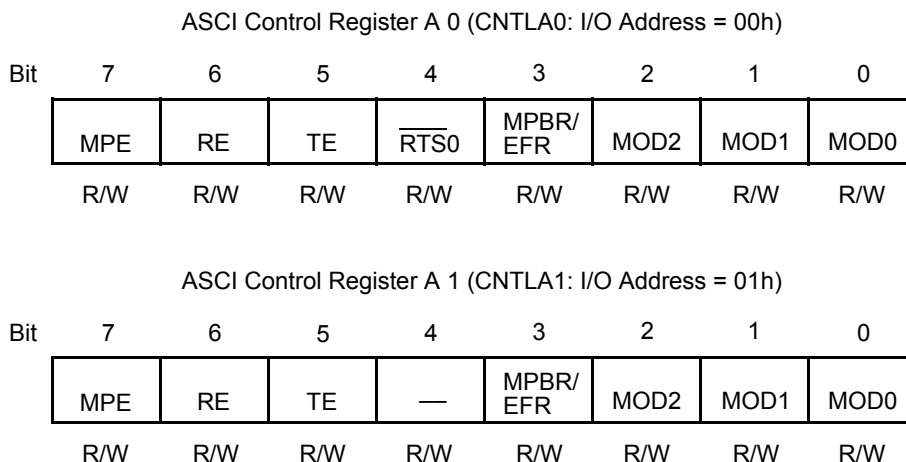 ASCI Control Register A 0 (CNTLA0: I/O Address = 00h)
Bit 7 6 5 4 3 2 1 0
MPE RE TE RTS0 MPBR/EFR MOD2 MOD1 MOD0
R/W R/W R/W R/W R/W R/W R/W R/W
ASCI Control Register A 1 (CNTLA1: I/O Address = 01h)
Bit 7 6 5 4 3 2 1 0
MPE RE TE — MPBR/EFR MOD2 MOD1 MOD0
R/W R/W R/W R/W R/W R/W R/W R/W